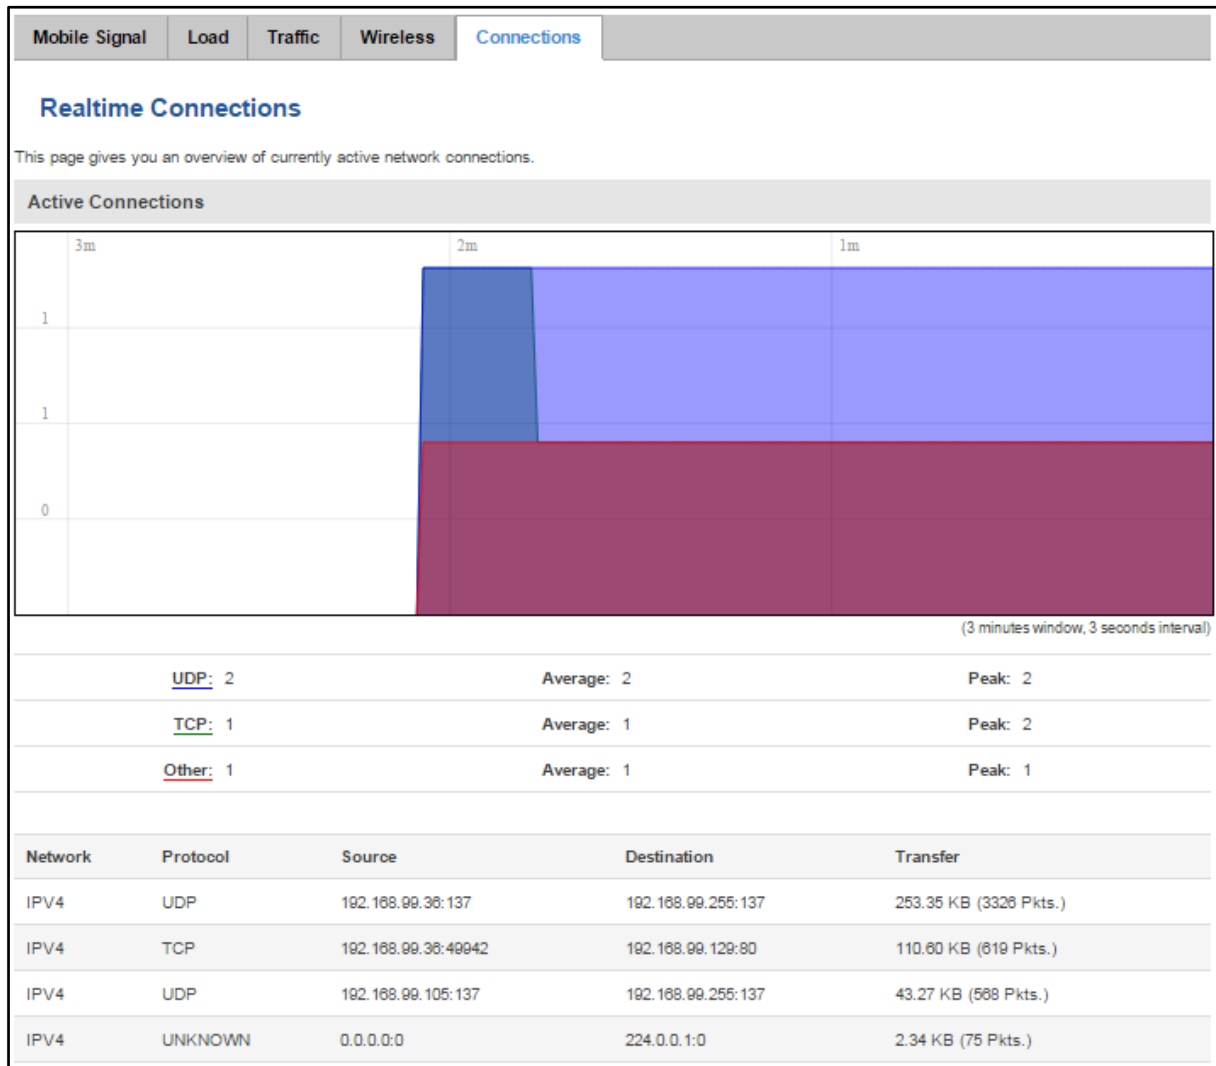 Mobile Signal Load Traffic Wireless Connections
Realtime Connections
This page gives you an overview of currently active network connections.
Active Connections
3m 2m 1m
1
1
0
(3 minutes window, 3 seconds interval)
UDP: 2 Average: 2 Peak: 2
TCP: 1 Average: 1 Peak: 2
Other: 1 Average: 1 Peak: 1
Network Protocol Source Destination Transfer
IPV4 UDP 192.168.99.36:137 192.168.99.255:137 253.35 KB (3326 Pkts.)
IPV4 TCP 192.168.99.36:49942 192.168.99.129:80 110.60 KB (619 Pkts.)
IPV4 UDP 192.168.99.105:137 192.168.99.255:137 43.27 KB (568 Pkts.)
IPV4 UNKNOWN 0.0.0.0:0 224.0.0.1:0 2.34 KB (75 Pkts.)